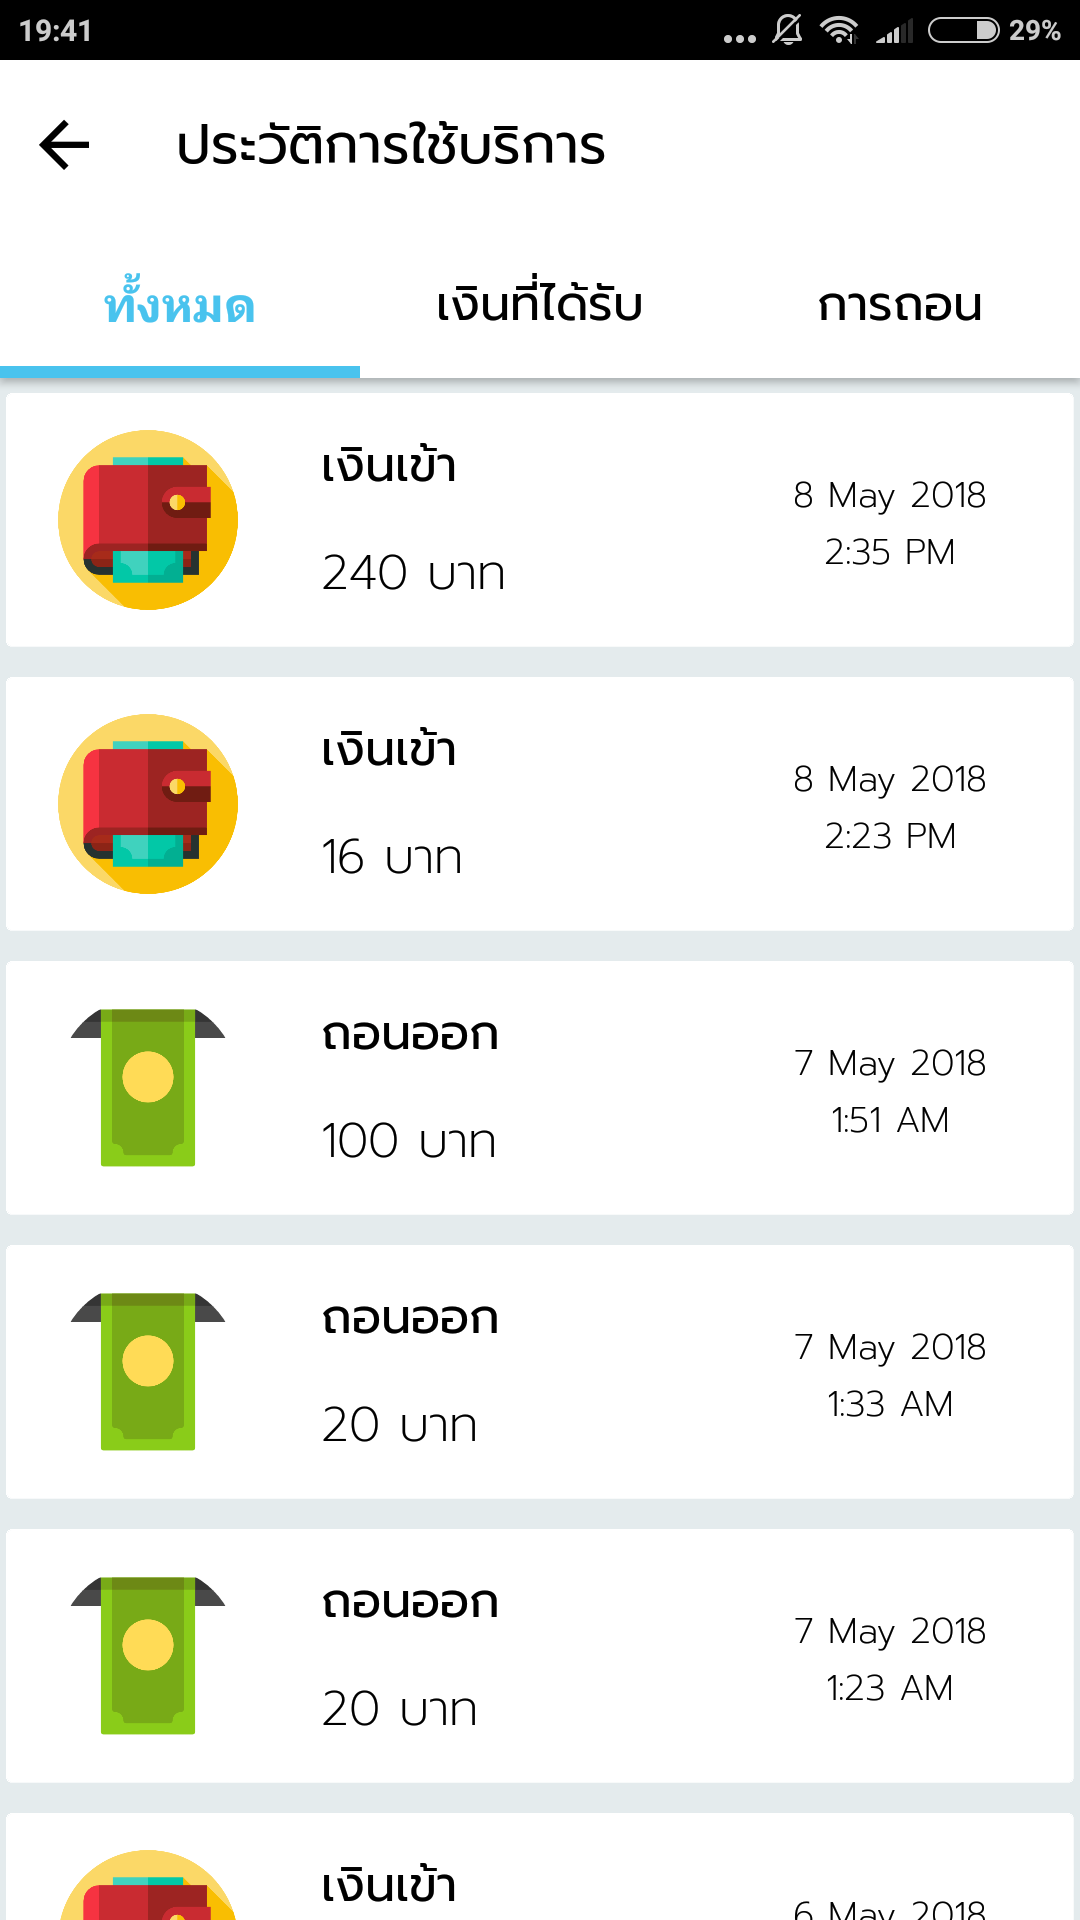 19:41
29%
ประวัติการใช้บริการ
ทั้งหมด เงินที่ได้รับ การถอน
เงินเข้า
240 บาท
8 May 2018
2:35 PM
เงินเข้า
16 บาท
8 May 2018
2:23 PM
ถอนออก
100 บาท
7 May 2018
1:51 AM
ถอนออก
20 บาท
7 May 2018
1:33 AM
ถอนออก
20 บาท
7 May 2018
1:23 AM
เงินเข้า
6 May 2018